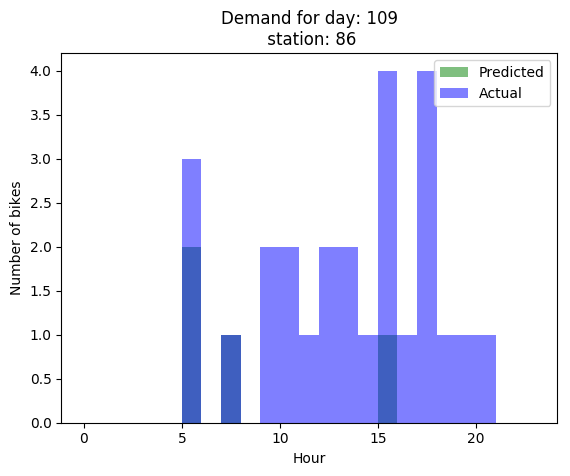 Demand for day: 109
station: 86
Predicted
Actual
4.0
3.5
3.0
2.5
2.0
1.5
1.0
0.5
0.0
Number of bikes
0 5 10 15 20
Hour